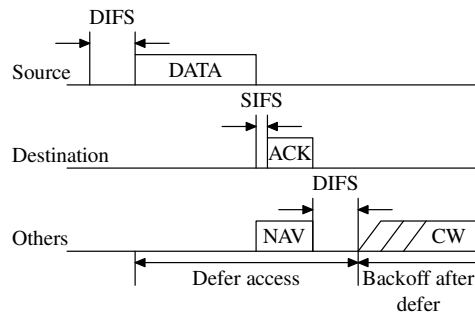 DIFS
Source
DATA
SIFS
Destination
ACK
DIFS
Others
NAV
CW
Defer access
Backoff after
defer